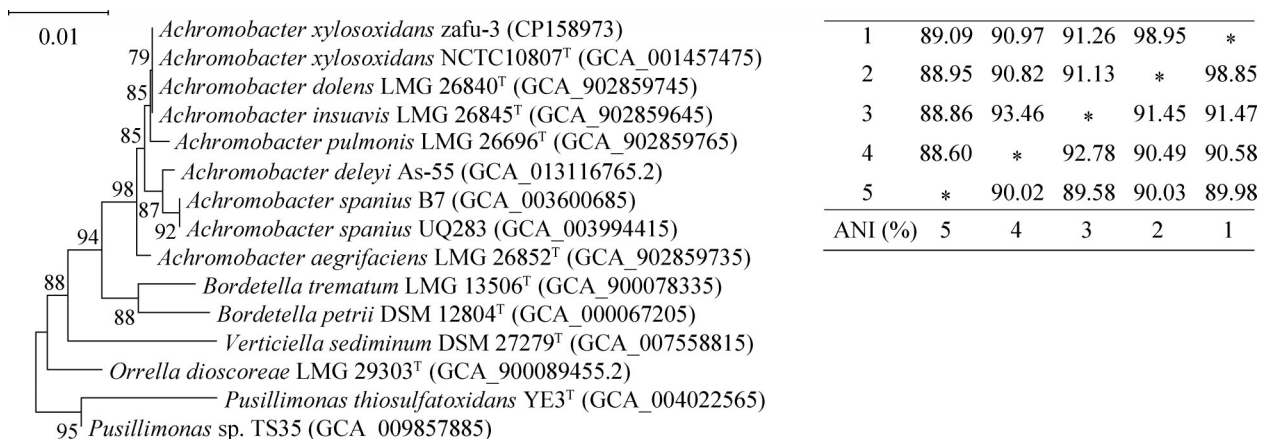 0.01
Achromobacter xylosoxidans zafu-3 (CP158973)
Achromobacter xylosoxidans NCTC10807ᵀ (GCA_001457475)
Achromobacter dolens LMG 26840ᵀ (GCA_902859745)
Achromobacter insuavis LMG 26845ᵀ (GCA_902859645)
Achromobacter pulmonis LMG 26696ᵀ (GCA_902859765)
Achromobacter deleyi As-55 (GCA_013116765.2)
Achromobacter spanius B7 (GCA_003600685)
Achromobacter spanius UQ283 (GCA_003994415)
Achromobacter aegrifaciens LMG 26852ᵀ (GCA_902859735)
Bordetella trematum LMG 13506ᵀ (GCA_900078335)
Bordetella petrii DSM 12804ᵀ (GCA_000067205)
Verticiella sediminum DSM 27279ᵀ (GCA_007558815)
Orrella dioscoreae LMG 29303ᵀ (GCA_900089455.2)
Pusillimonas thiosulfatoxidans YE3ᵀ (GCA_004022565)
Pusillimonas sp. TS35 (GCA_009857885)
79
85
85
98
87
92
94
88
88
95
1 89.09 90.97 91.26 98.95 *
2 88.95 90.82 91.13 * 98.85
3 88.86 93.46 * 91.45 91.47
4 88.60 * 92.78 90.49 90.58
5 * 90.02 89.58 90.03 89.98
ANI (%) 5 4 3 2 1